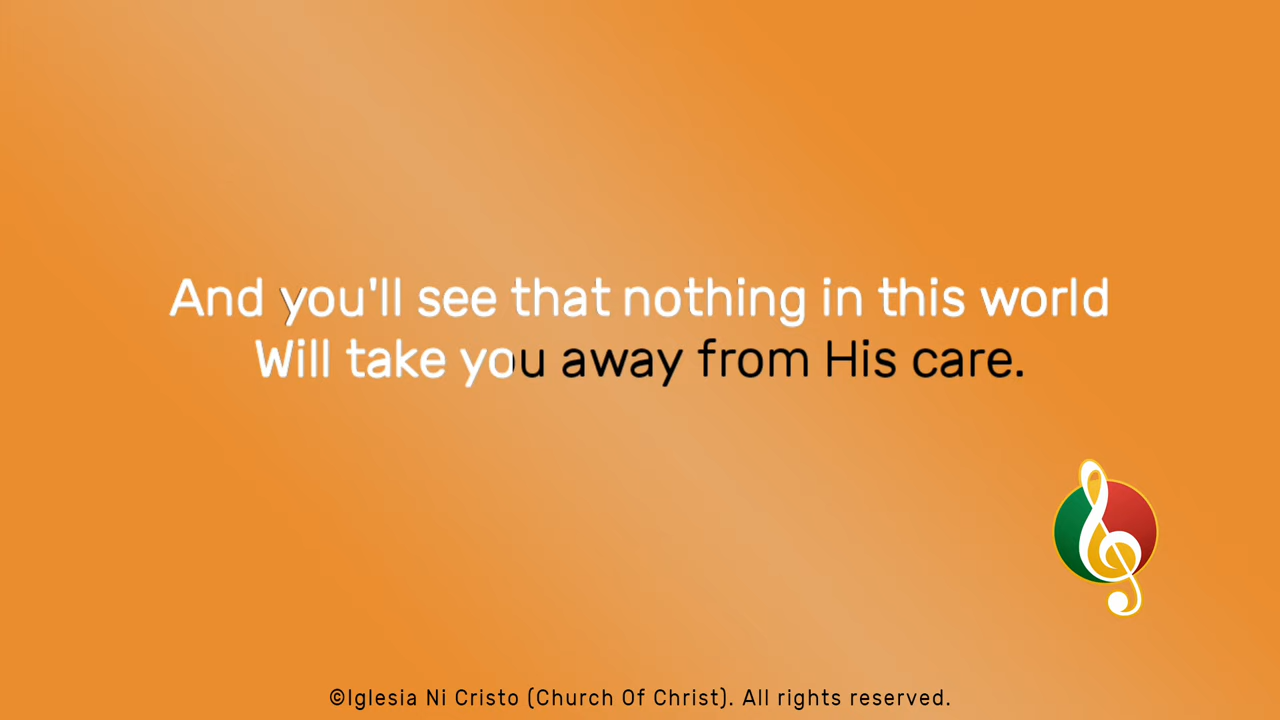 And you'll see that nothing in this world
Will take you away from His care.
©Iglesia Ni Cristo (Church Of Christ). All rights reserved.